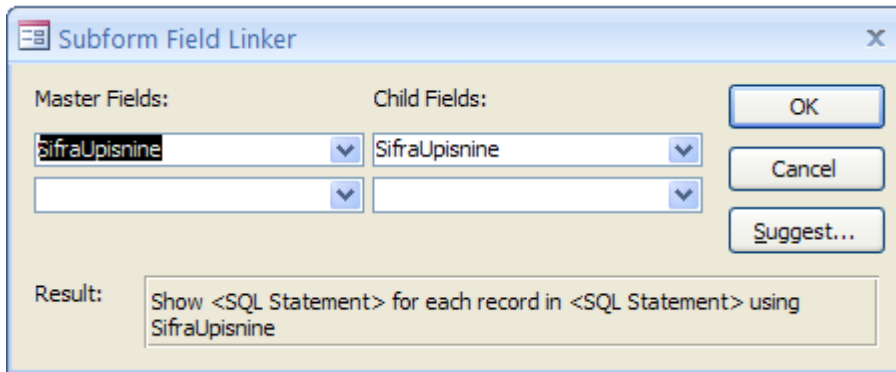 Subform Field Linker
Master Fields: Child Fields:
SifraUpisnine SifraUpisnine
OK
Cancel
Suggest...
Result: Show <SQL Statement> for each record in <SQL Statement> using
SifraUpisnine